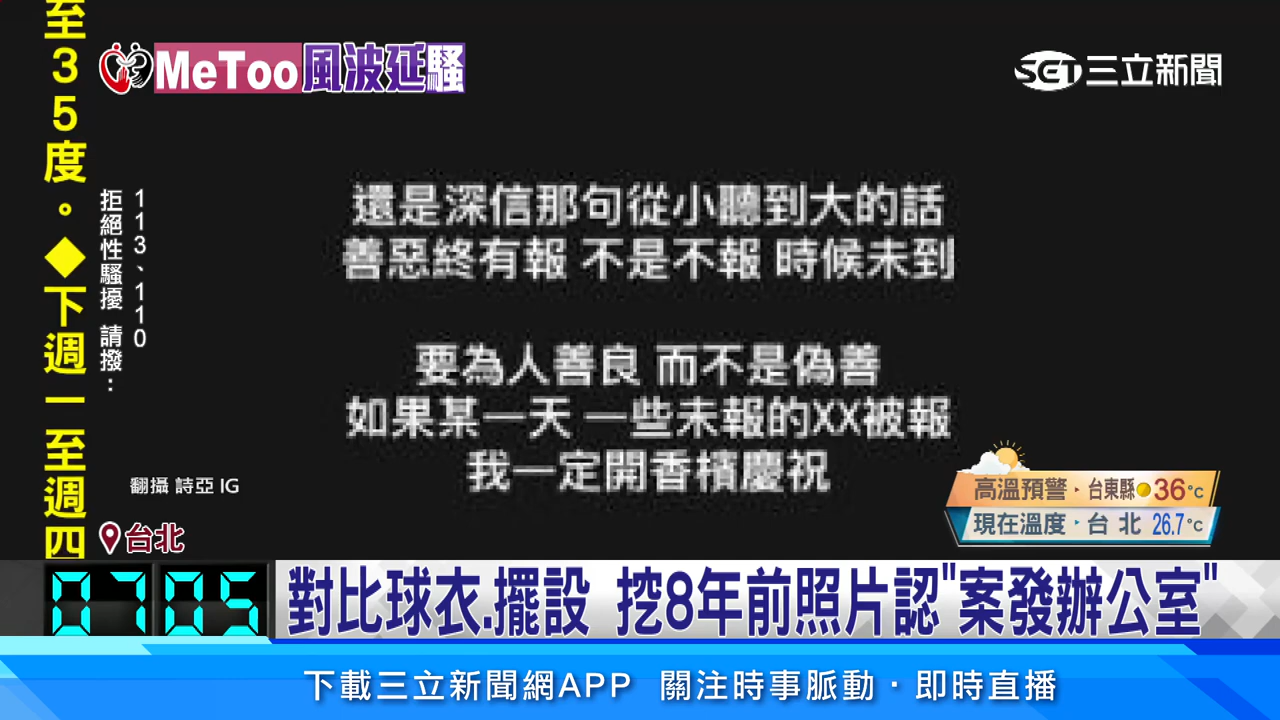 至35度。◆下週一至週四
MeToo風波延騷
SET三立新聞
拒絕性騷擾 請撥：
113、110
還是深信那句從小聽到大的話
善惡終有報 不是不報 時候未到
要為人善良 而不是偽善
如果某一天 一些未報的XX被報
我一定開香檳慶祝
翻攝 詩亞 IG
台北
高溫預警·台東縣 36°C
現在溫度·台北 26.7°C
0705
對比球衣.擺設 挖8年前照片認"案發辦公室"
下載三立新聞網APP 關注時事脈動·即時直播